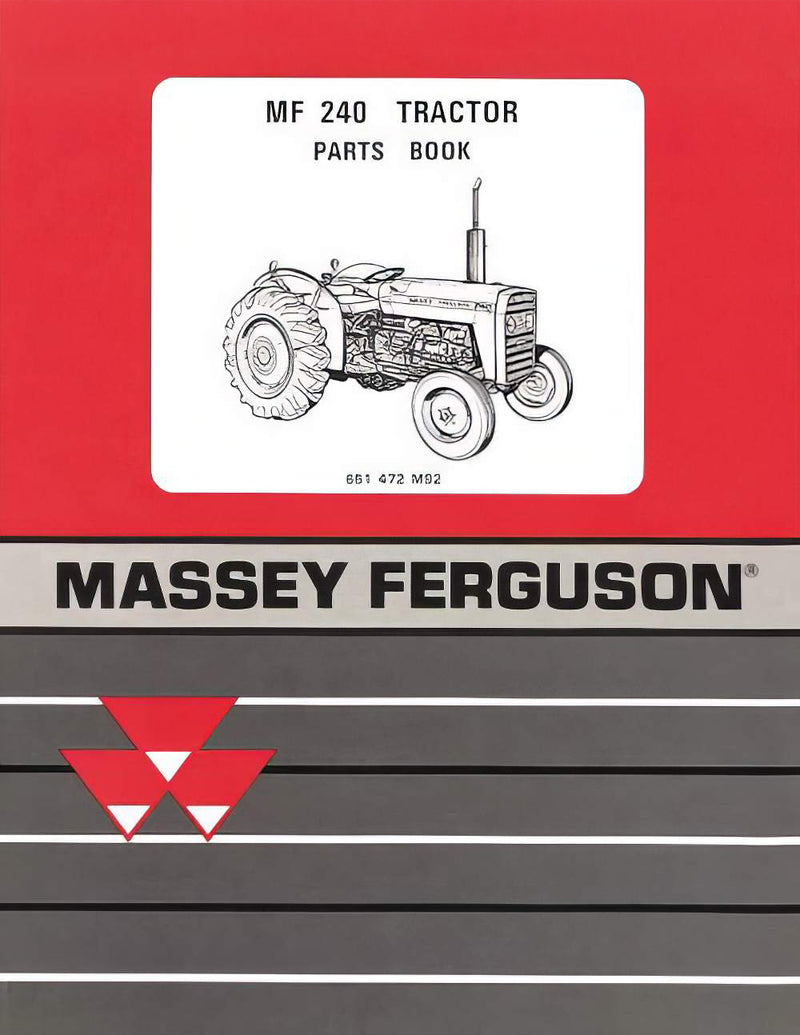 MF 240 TRACTOR
PARTS BOOK
661 472 M92
MASSEY FERGUSON®